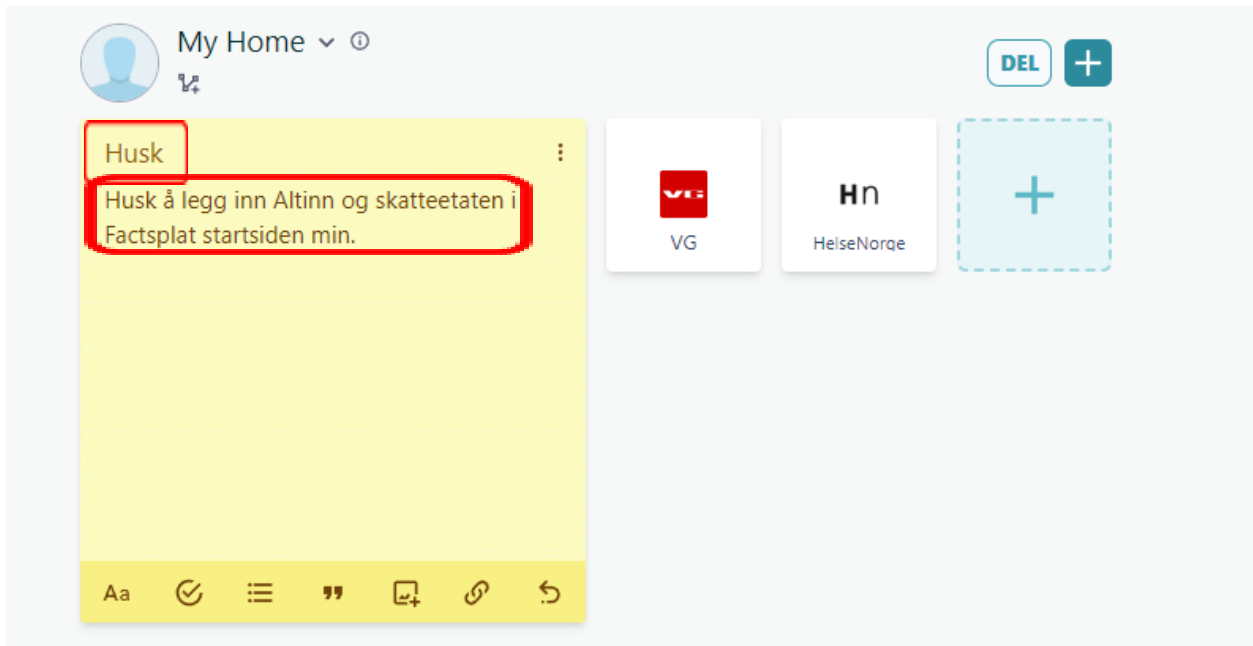 My Home
DEL
Husk
Husk å legg inn Altinn og skatteetaten i
Factsplat startsiden min.
VG
VG
Hn
HelseNorge
Aa